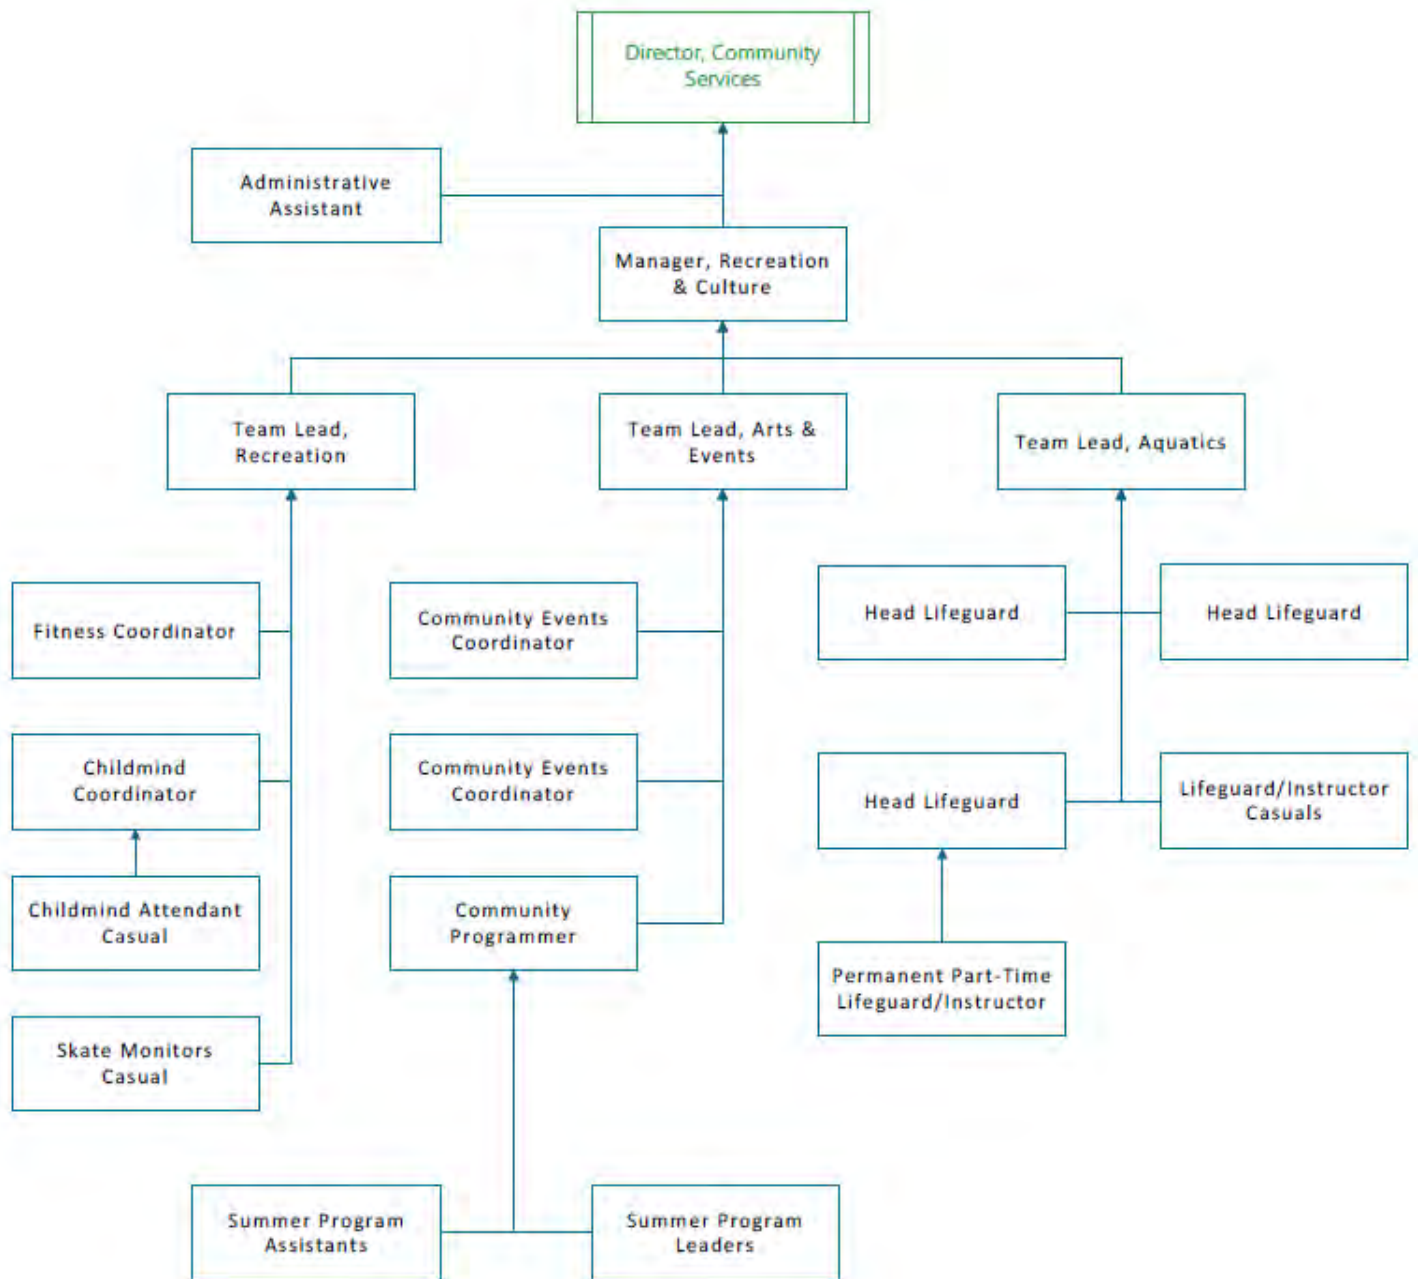 Director, Community
Services
Administrative
Assistant
Manager, Recreation
& Culture
Team Lead,
Recreation
Team Lead, Arts &
Events
Team Lead, Aquatics
Fitness Coordinator
Community Events
Coordinator
Head Lifeguard
Head Lifeguard
Childmind
Coordinator
Community Events
Coordinator
Head Lifeguard
Lifeguard/Instructor
Casuals
Childmind Attendant
Casual
Community
Programmer
Permanent Part-Time
Lifeguard/Instructor
Skate Monitors
Casual
Summer Program
Assistants
Summer Program
Leaders